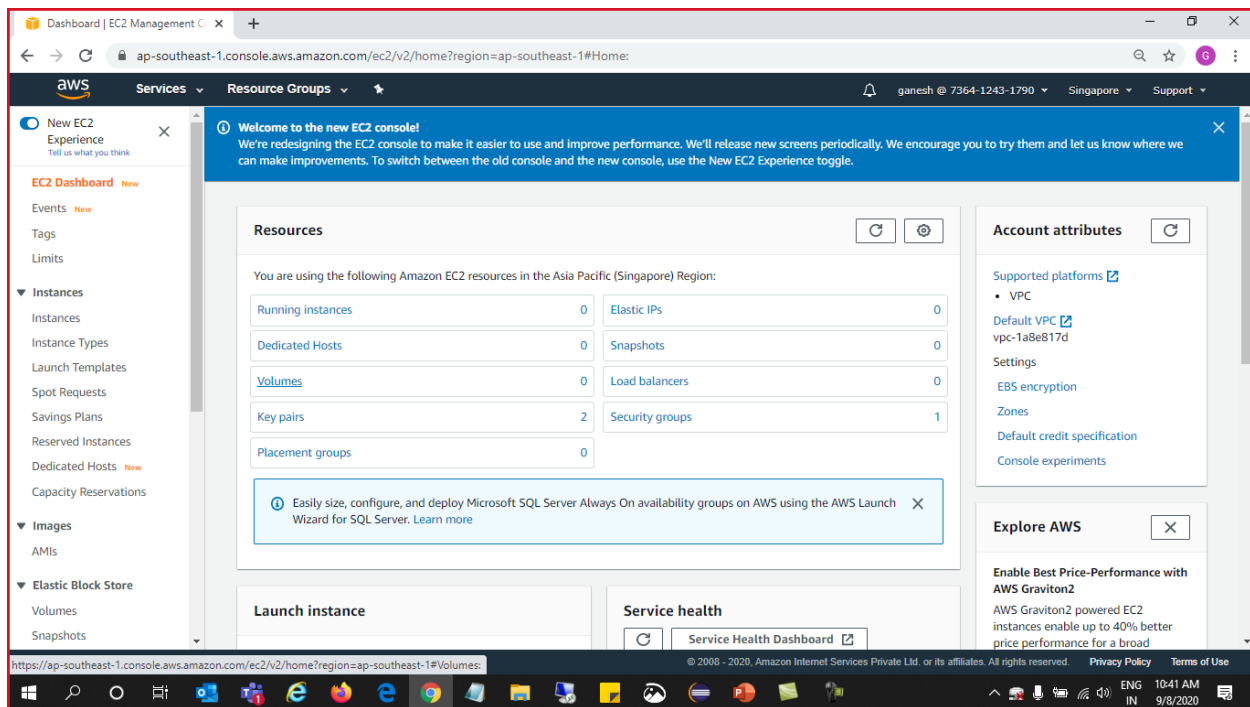 Dashboard | EC2 Management C
ap-southeast-1.console.aws.amazon.com/ec2/v2/home?region=ap-southeast-1#Home:
G
aws Services Resource Groups ganesh @ 7364-1243-1790 Singapore Support
New EC2
Experience
Tell us what you think
EC2 Dashboard New
Events New
Tags
Limits
Instances
Instances
Instance Types
Launch Templates
Spot Requests
Savings Plans
Reserved Instances
Dedicated Hosts New
Capacity Reservations
Images
AMIs
Elastic Block Store
Volumes
Snapshots
Welcome to the new EC2 console!
We're redesigning the EC2 console to make it easier to use and improve performance. We'll release new screens periodically. We encourage you to try them and let us know where we
can make improvements. To switch between the old console and the new console, use the New EC2 Experience toggle.
Resources
You are using the following Amazon EC2 resources in the Asia Pacific (Singapore) Region:
Running instances 0 Elastic IPs 0
Dedicated Hosts 0 Snapshots 0
Volumes 0 Load balancers 0
Key pairs 2 Security groups 1
Placement groups 0
Easily size, configure, and deploy Microsoft SQL Server Always On availability groups on AWS using the AWS Launch
Wizard for SQL Server. Learn more
Launch instance
Service health
Service Health Dashboard
Account attributes
Supported platforms
• VPC
Default VPC
vpc-1a8e817d
Settings
EBS encryption
Zones
Default credit specification
Console experiments
Explore AWS
Enable Best Price-Performance with
AWS Graviton2
AWS Graviton2 powered EC2
instances enable up to 40% better
price performance for a broad
https://ap-southeast-1.console.aws.amazon.com/ec2/v2/home?region=ap-southeast-1#Volumes:
© 2008 - 2020, Amazon Internet Services Private Ltd. or its affiliates. All rights reserved. Privacy Policy Terms of Use
ENG
IN
10:41 AM
9/8/2020